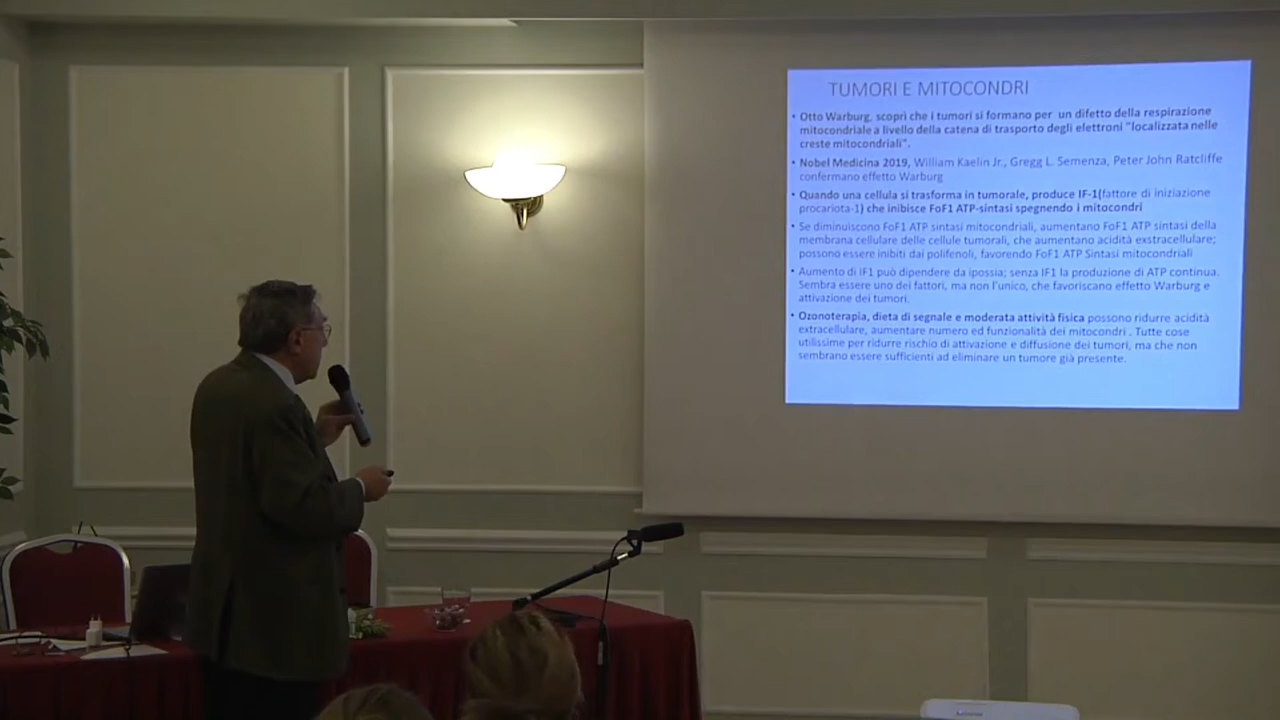 TUMORI E MITOCONDRI
• Otto Warburg, scoprì che i tumori si formano per un difetto della respirazione
mitocondriale a livello della catena di trasporto degli elettroni "localizzata nelle
creste mitocondriali".
• Nobel Medicina 2019, William Kaelin Jr., Gregg L. Semenza, Peter John Ratcliffe
confermano effetto Warburg
• Quando una cellula si trasforma in tumorale, produce IF-1(fattore di iniziazione
procariota-1) che inibisce FoF1 ATP-sintasi spegnendo i mitocondri
• Se diminuiscono FoF1 ATP sintasi mitocondriali, aumentano FoF1 ATP sintasi della
membrana cellulare delle cellule tumorali, che aumentano acidità exstracellulare;
possono essere inibiti dai polifenoli, favorendo FoF1 ATP Sintasi mitocondriali
• Aumento di IF1 può dipendere da ipossia; senza IF1 la produzione di ATP continua.
Sembra essere uno dei fattori, ma non l'unico, che favoriscano effetto Warburg e
attivazione dei tumori.
• Ozonoterapia, dieta di segnale e moderata attività fisica possono ridurre acidità
extracellulare, aumentare numero ed funzionalità dei mitocondri . Tutte cose
utilissime per ridurre rischio di attivazione e diffusione dei tumori, ma che non
sembrano essere sufficienti ad eliminare un tumore già presente.